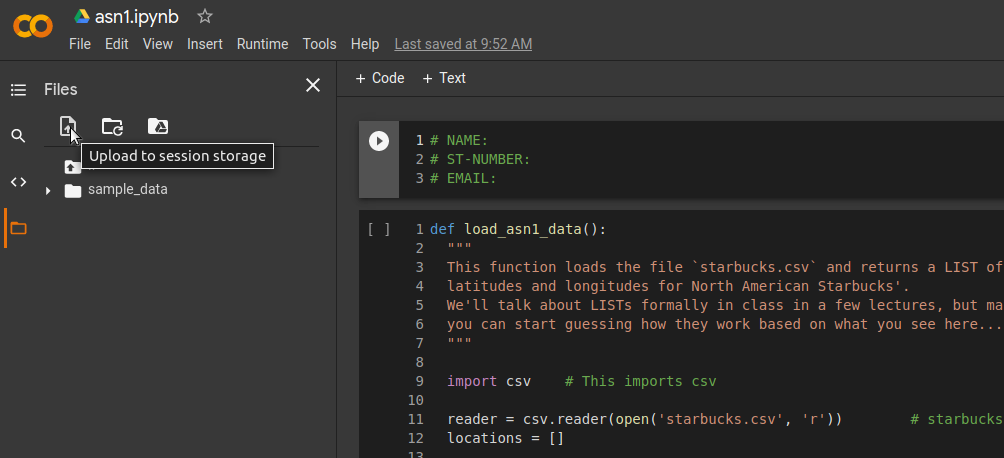 asn1.ipynb
File Edit View Insert Runtime Tools Help Last saved at 9:52 AM
Files
+ Code + Text
Upload to session storage
..
sample_data
1 # NAME:
2 # ST-NUMBER:
3 # EMAIL:
[ ] 1 def load_asn1_data():
2 """
3 This function loads the file `starbucks.csv` and returns a LIST of
4 latitudes and longitudes for North American Starbucks'.
5 We'll talk about LISTs formally in class in a few lectures, but ma
6 you can start guessing how they work based on what you see here...
7 """
8
9 import csv # This imports csv
10
11 reader = csv.reader(open('starbucks.csv', 'r')) # starbucks
12 locations = []
13